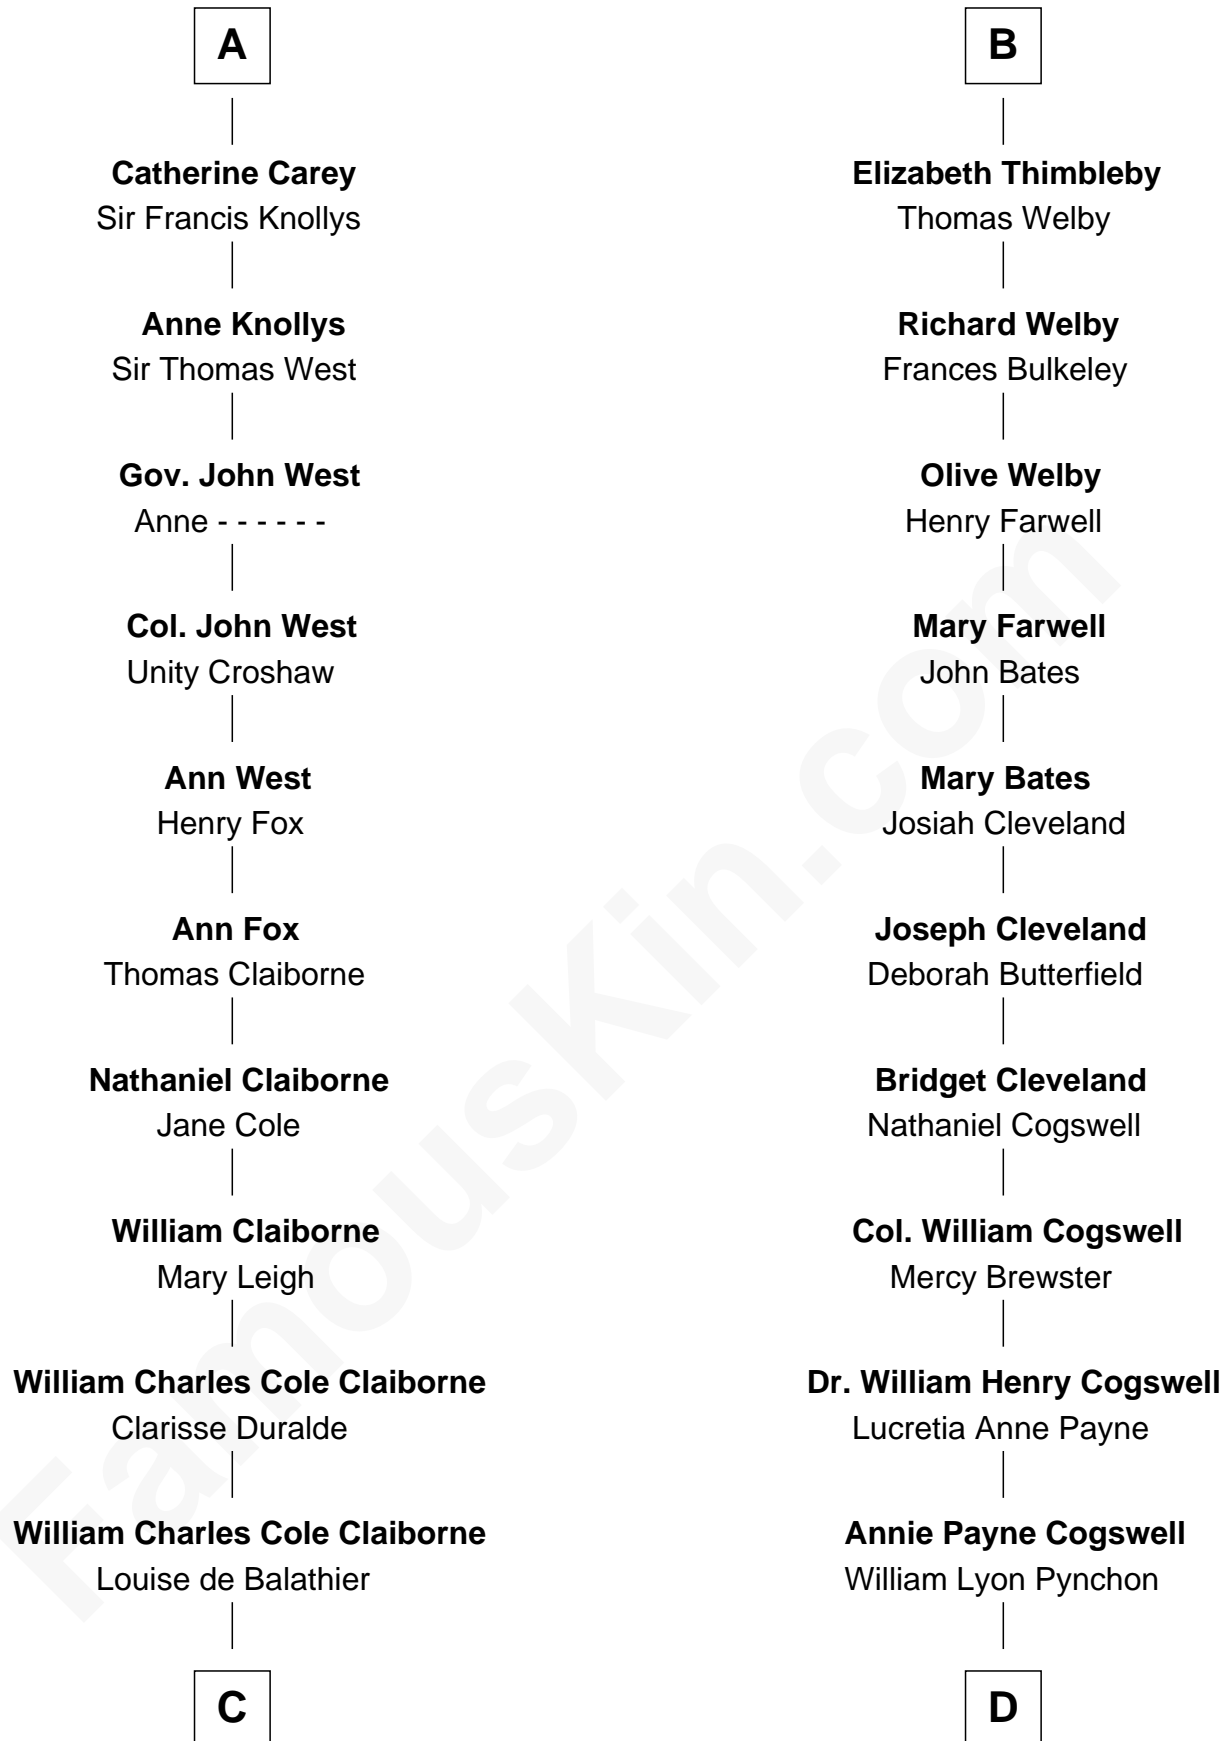 A
Catherine Carey
Sir Francis Knollys
Anne Knollys
Sir Thomas West
Gov. John West
Anne - - - - - -
Col. John West
Unity Croshaw
Ann West
Henry Fox
Ann Fox
Thomas Claiborne
Nathaniel Claiborne
Jane Cole
William Claiborne
Mary Leigh
William Charles Cole Claiborne
Clarisse Duralde
William Charles Cole Claiborne
Louise de Balathier
C
B
Elizabeth Thimbleby
Thomas Welby
Richard Welby
Frances Bulkeley
Olive Welby
Henry Farwell
Mary Farwell
John Bates
Mary Bates
Josiah Cleveland
Joseph Cleveland
Deborah Butterfield
Bridget Cleveland
Nathaniel Cogswell
Col. William Cogswell
Mercy Brewster
Dr. William Henry Cogswell
Lucretia Anne Payne
Annie Payne Cogswell
William Lyon Pynchon
D
FamousKin.com